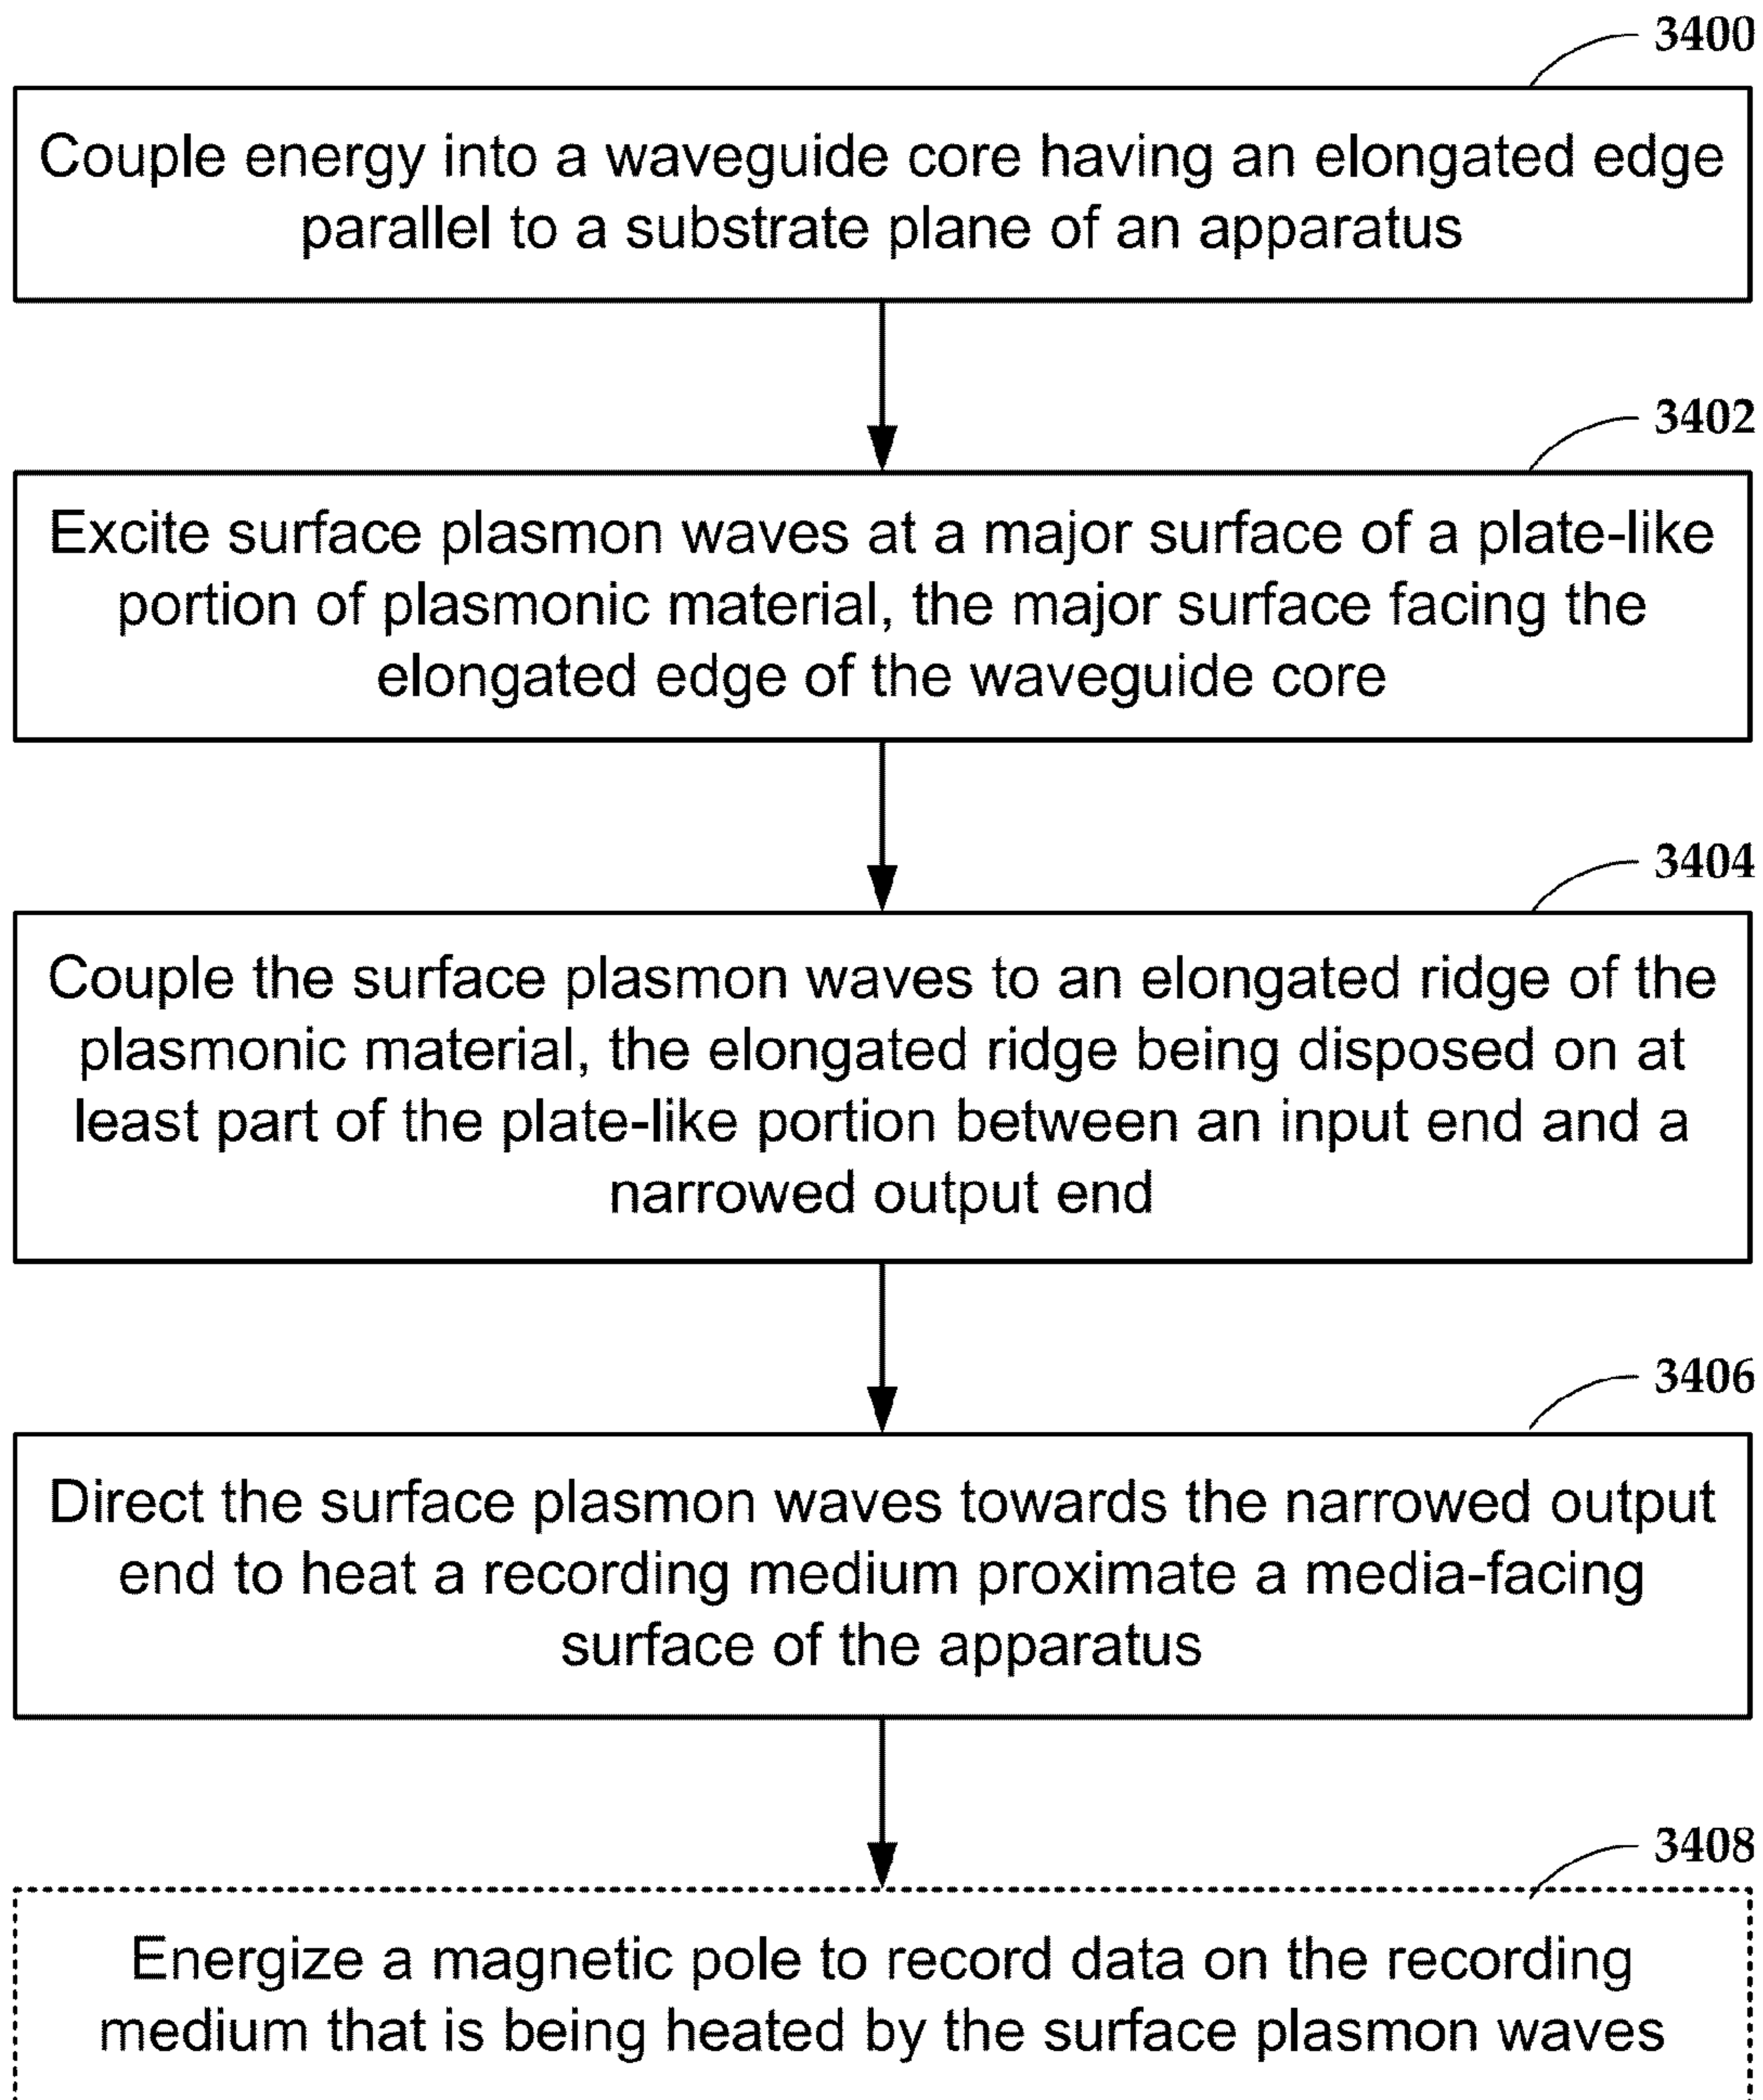 3400
Couple energy into a waveguide core having an elongated edge
parallel to a substrate plane of an apparatus
3402
Excite surface plasmon waves at a major surface of a plate-like
portion of plasmonic material, the major surface facing the
elongated edge of the waveguide core
3404
Couple the surface plasmon waves to an elongated ridge of the
plasmonic material, the elongated ridge being disposed on at
least part of the plate-like portion between an input end and a
narrowed output end
3406
Direct the surface plasmon waves towards the narrowed output
end to heat a recording medium proximate a media-facing
surface of the apparatus
3408
Energize a magnetic pole to record data on the recording
medium that is being heated by the surface plasmon waves